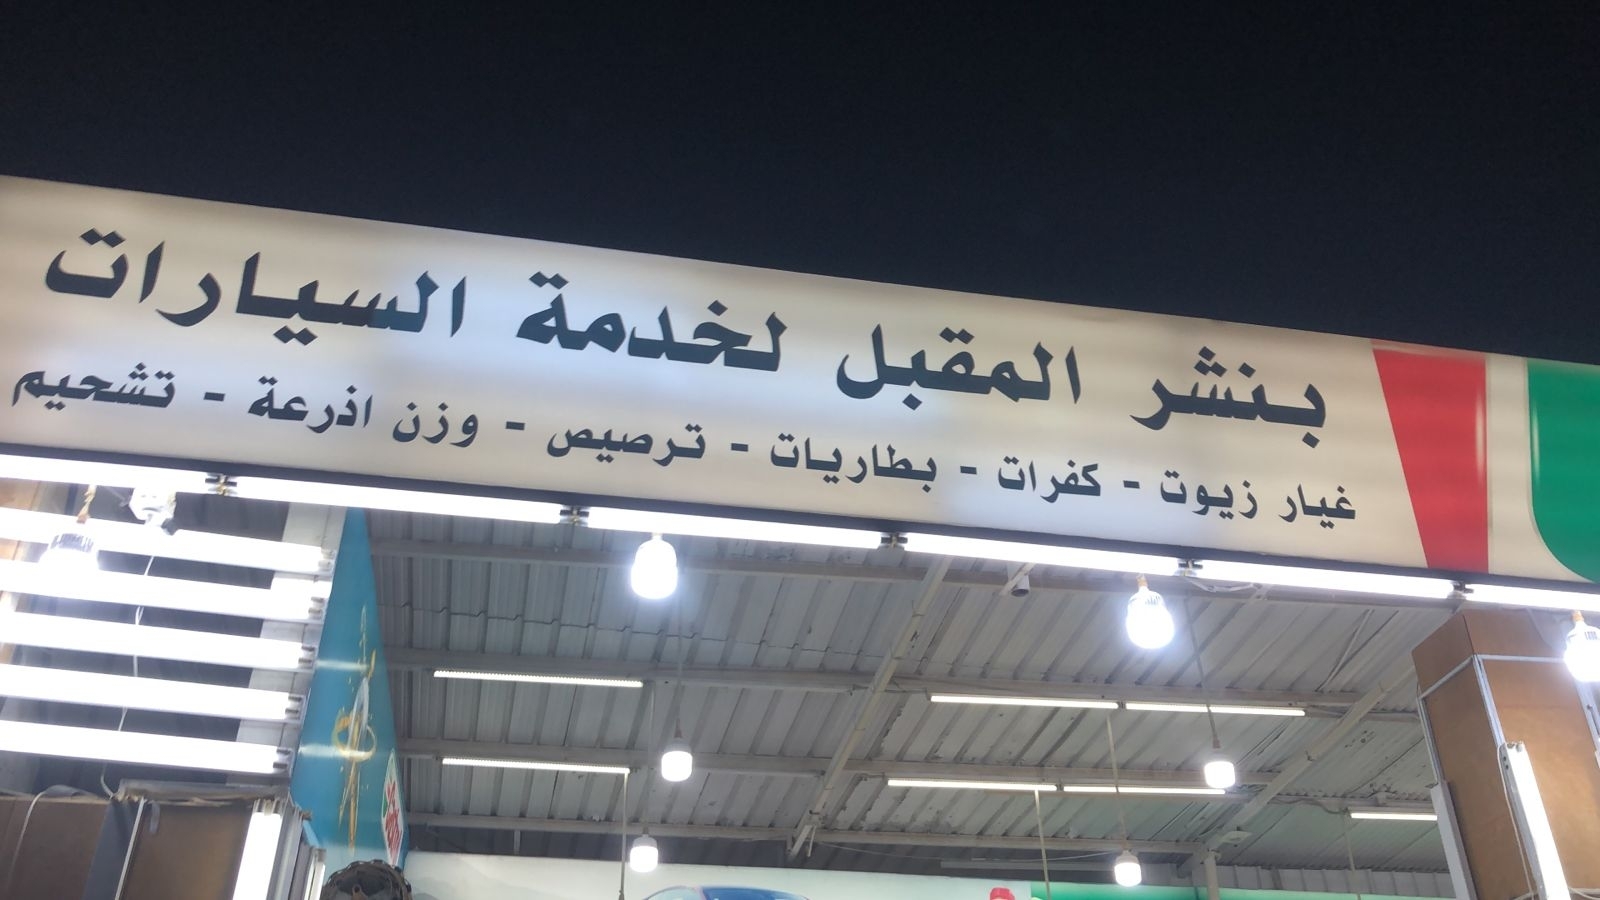 بنشر المقبل لخدمة السيارات
غيار زيوت - كفرات - بطاريات - ترصيص - وزن اذرعة - تشحيم